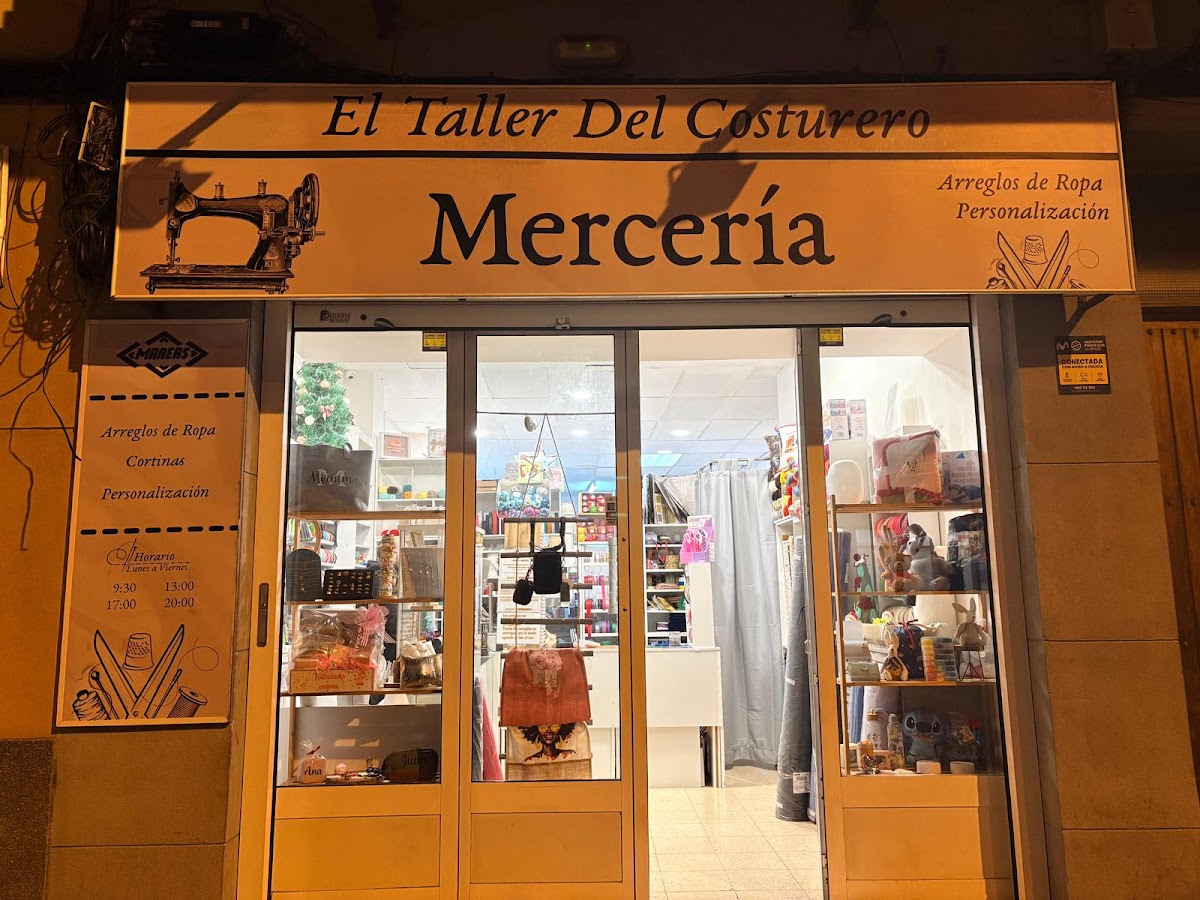 El Taller Del Costurero
Mercería
Arreglos de Ropa
Personalización
MAREAS
Arreglos de Ropa
Cortinas
Personalización
Horario
Lunes a Viernes
9:30 13:00
17:00 20:00
CONECTADA
Ana